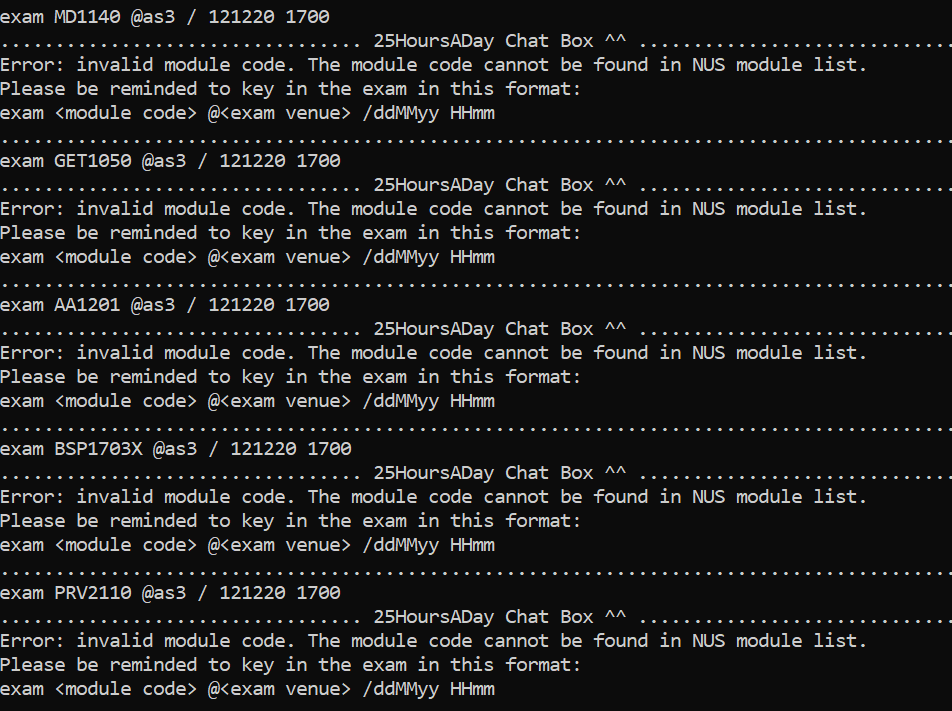 exam MD1140 @as3 / 121220 1700
................................. 25HoursADay Chat Box ^^ .............................
Error: invalid module code. The module code cannot be found in NUS module list.
Please be reminded to key in the exam in this format:
exam <module code> @<exam venue> /ddMMyy HHmm
.......................................................................................
exam GET1050 @as3 / 121220 1700
................................. 25HoursADay Chat Box ^^ .............................
Error: invalid module code. The module code cannot be found in NUS module list.
Please be reminded to key in the exam in this format:
exam <module code> @<exam venue> /ddMMyy HHmm
.......................................................................................
exam AA1201 @as3 / 121220 1700
................................. 25HoursADay Chat Box ^^ .............................
Error: invalid module code. The module code cannot be found in NUS module list.
Please be reminded to key in the exam in this format:
exam <module code> @<exam venue> /ddMMyy HHmm
.......................................................................................
exam BSP1703X @as3 / 121220 1700
................................. 25HoursADay Chat Box ^^ .............................
Error: invalid module code. The module code cannot be found in NUS module list.
Please be reminded to key in the exam in this format:
exam <module code> @<exam venue> /ddMMyy HHmm
.......................................................................................
exam PRV2110 @as3 / 121220 1700
................................. 25HoursADay Chat Box ^^ .............................
Error: invalid module code. The module code cannot be found in NUS module list.
Please be reminded to key in the exam in this format:
exam <module code> @<exam venue> /ddMMyy HHmm